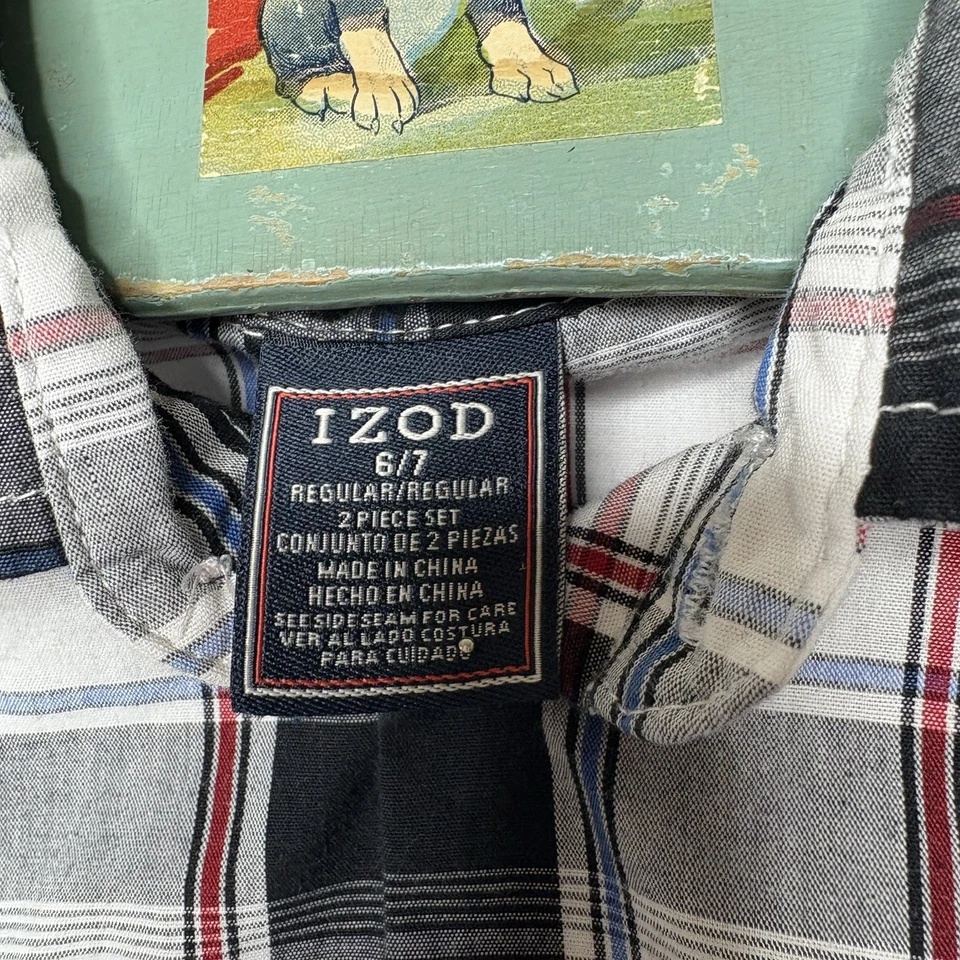 IZOD
6/7
REGULAR/REGULAR
2 PIECE SET
CONJUNTO DE 2 PIEZAS
MADE IN CHINA
HECHO EN CHINA
SEE SIDE SEAM FOR CARE
VER AL LADO COSTURA
PARA CUIDADO